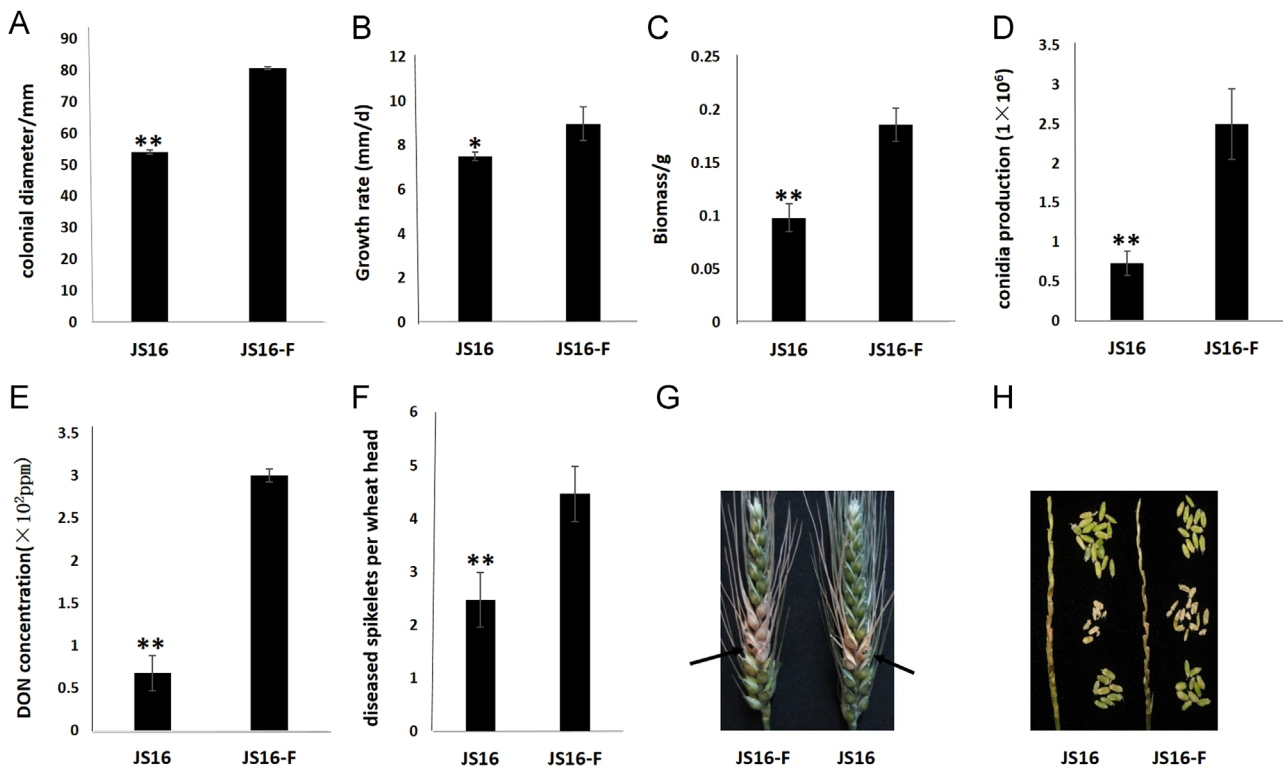 A
colonial diameter/mm
90
80
70
60
50
40
30
20
10
0
**
JS16 JS16-F
B
Growth rate (mm/d)
12
10
8
6
4
2
0
*
JS16 JS16-F
C
Biomass/g
0.25
0.2
0.15
0.1
0.05
0
**
JS16 JS16-F
D
conidia production (1×10⁶)
3.5
3
2.5
2
1.5
1
0.5
0
**
JS16 JS16-F
E
DON concentration(×10²ppm)
3.5
3
2.5
2
1.5
1
0.5
0
**
JS16 JS16-F
F
diseased spikelets per wheat head
6
5
4
3
2
1
0
**
JS16 JS16-F
G
JS16-F JS16
H
JS16 JS16-F